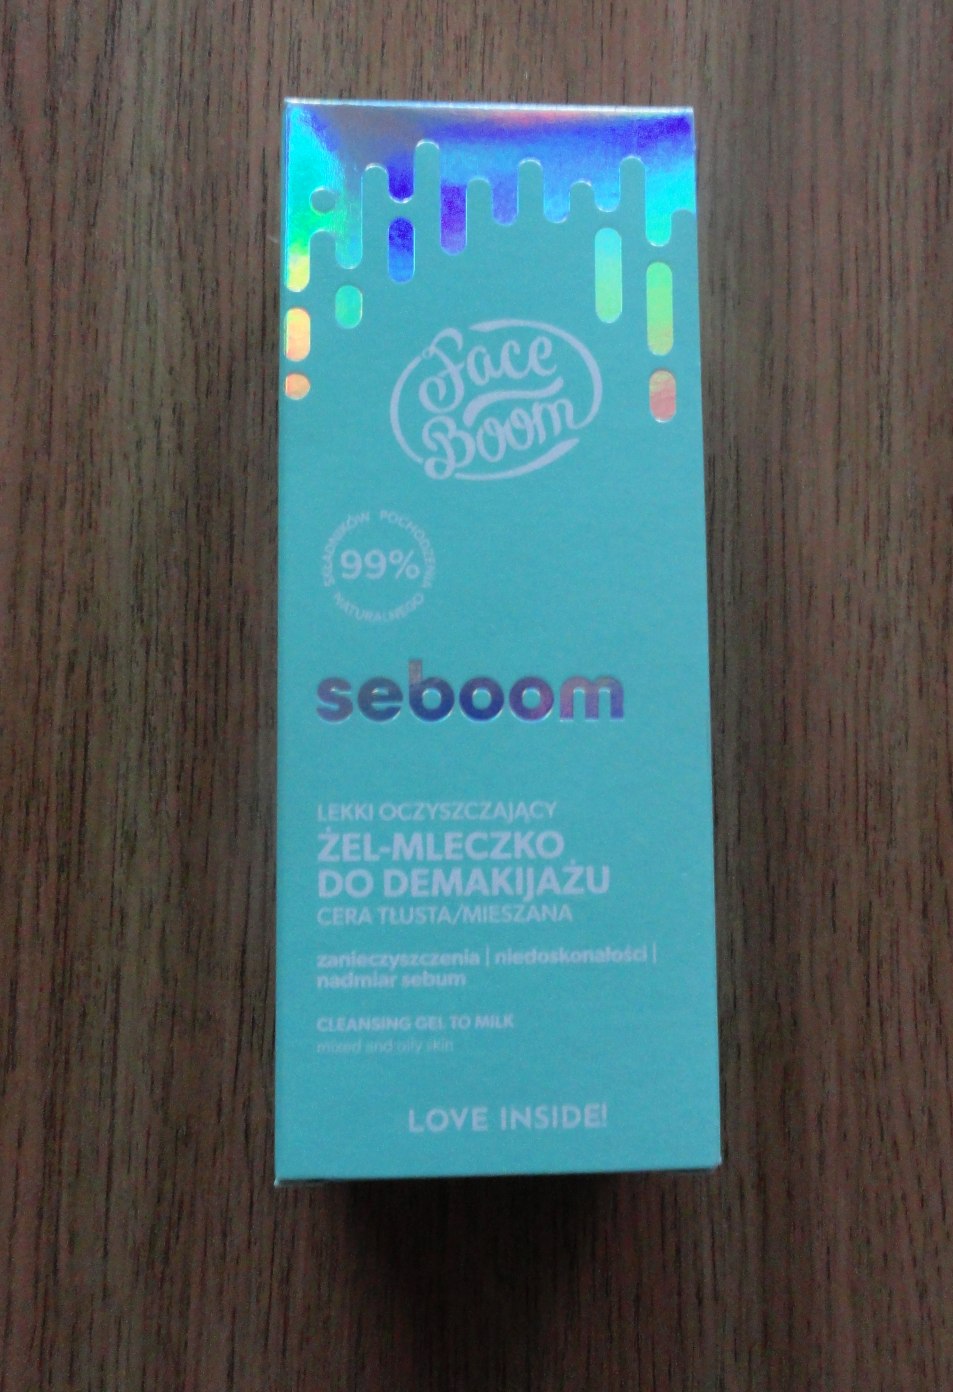 Face
Boom
SKŁADNIKÓW POCHODZENIA
99%
NATURALNEGO
seboom
LEKKI OCZYSZCZAJĄCY
ŻEL-MLECZKO
DO DEMAKIJAŻU
CERA TŁUSTA/MIESZANA
zanieczyszczenia | niedoskonałości |
nadmiar sebum
CLEANSING GEL TO MILK
mixed and oily skin
LOVE INSIDE!